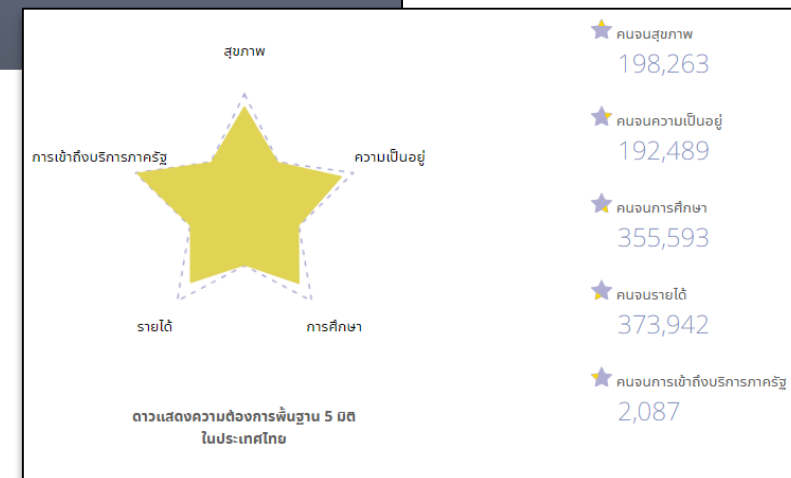 สุขภาพ
การเข้าถึงบริการภาครัฐ
ความเป็นอยู่
รายได้
การศึกษา
ดาวแสดงความต้องการพื้นฐาน 5 มิติ
ในประเทศไทย
คนจนสุขภาพ
198,263
คนจนความเป็นอยู่
192,489
คนจนการศึกษา
355,593
คนจนรายได้
373,942
คนจนการเข้าถึงบริการภาครัฐ
2,087